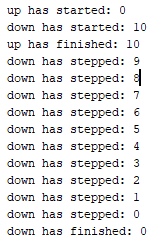 up has started: 0
down has started: 10
up has finished: 10
down has stepped: 9
down has stepped: 8
down has stepped: 7
down has stepped: 6
down has stepped: 5
down has stepped: 4
down has stepped: 3
down has stepped: 2
down has stepped: 1
down has stepped: 0
down has finished: 0